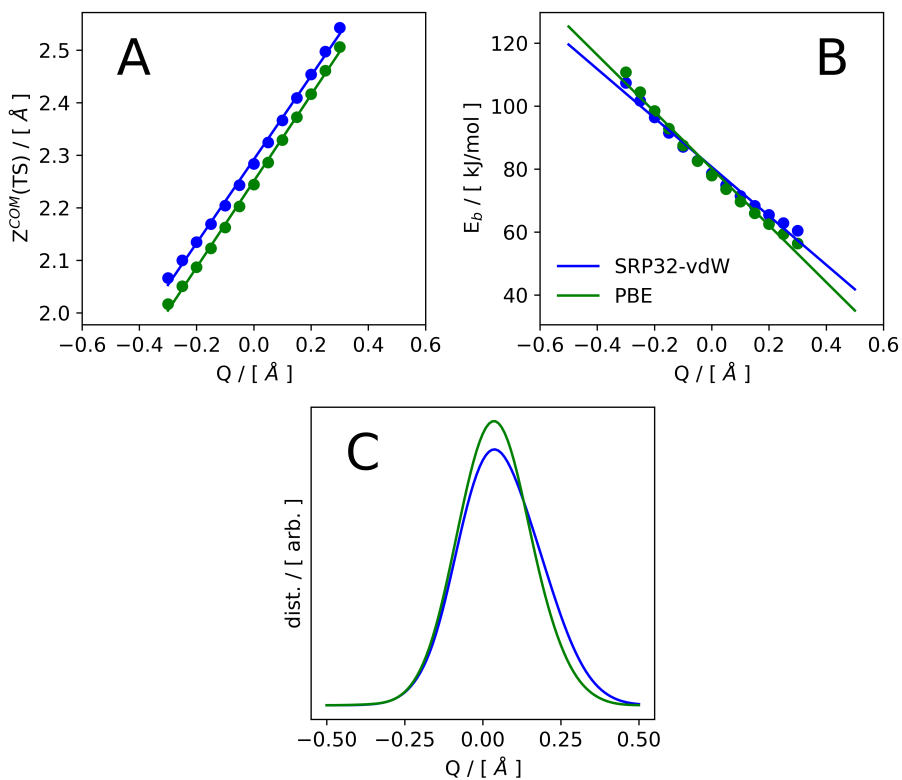 A
Z^COM(TS) / [ Å ]
2.5
2.4
2.3
2.2
2.1
2.0
−0.6 −0.4 −0.2 0.0 0.2 0.4 0.6
Q / [ Å ]
B
E_b / [ kJ/mol ]
120
100
80
60
40
SRP32-vdW
PBE
−0.6 −0.4 −0.2 0.0 0.2 0.4 0.6
Q / [ Å ]
C
dist. / [ arb. ]
−0.50 −0.25 0.00 0.25 0.50
Q / [ Å ]